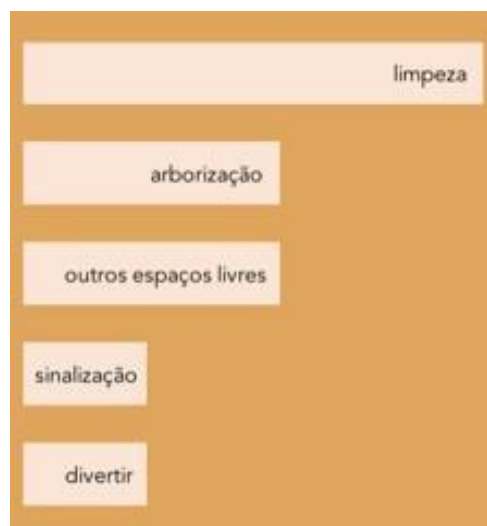 limpeza
arborização
outros espaços livres
sinalização
divertir